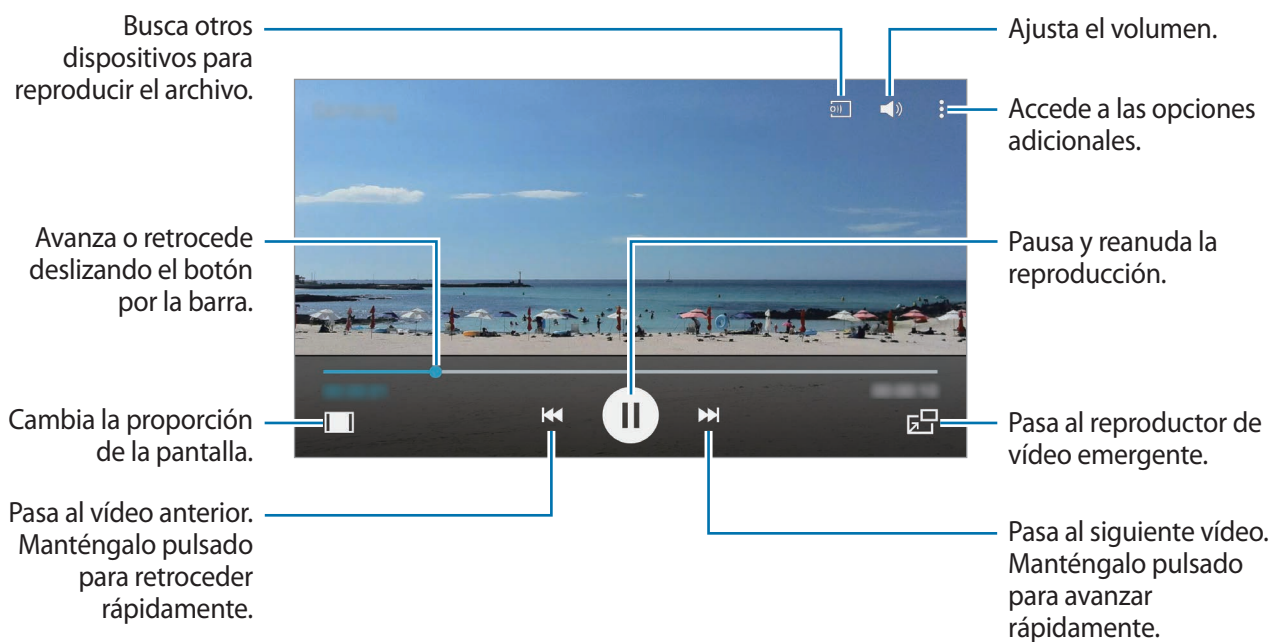 Busca otros
dispositivos para
reproducir el archivo.
Avanza o retrocede
deslizando el botón
por la barra.
Cambia la proporción
de la pantalla.
Pasa al vídeo anterior.
Manténgalo pulsado
para retroceder
rápidamente.
Ajusta el volumen.
Accede a las opciones
adicionales.
Pausa y reanuda la
reproducción.
Pasa al reproductor de
vídeo emergente.
Pasa al siguiente vídeo.
Manténgalo pulsado
para avanzar
rápidamente.